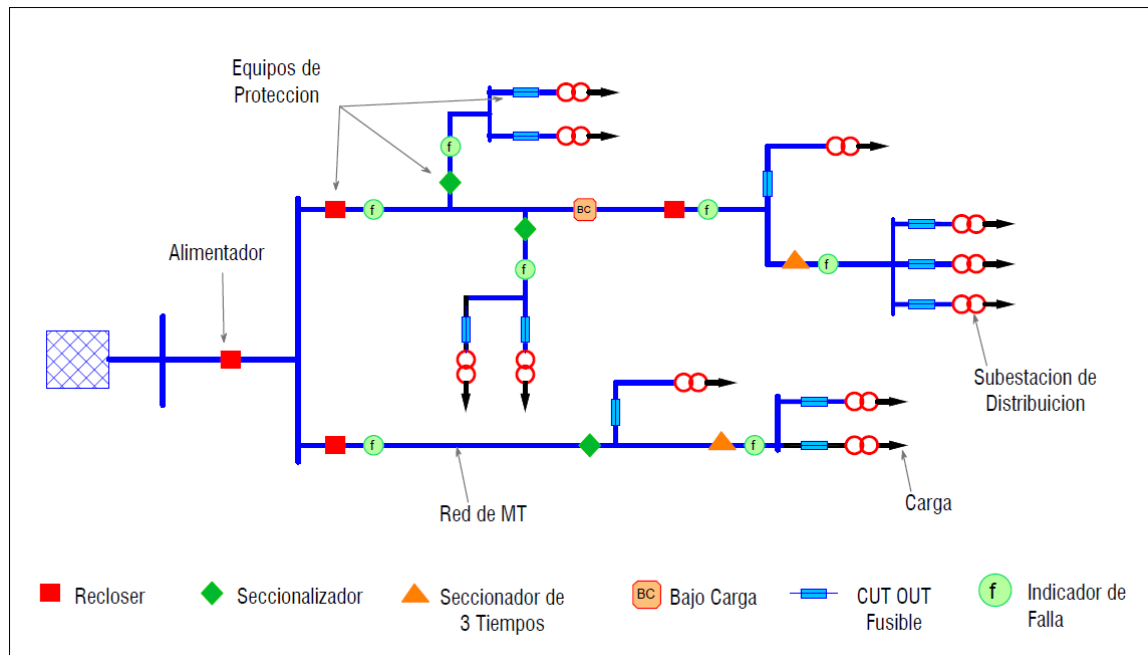 Equipos de
Proteccion
f
f
f
BC
f
Alimentador
f
f
Subestacion de
Distribuicion
f
f
Red de MT
Carga
Recloser
Seccionalizador
Seccionador de
3 Tiempos
BC
Bajo Carga
CUT OUT
Fusible
f
Indicador de
Falla